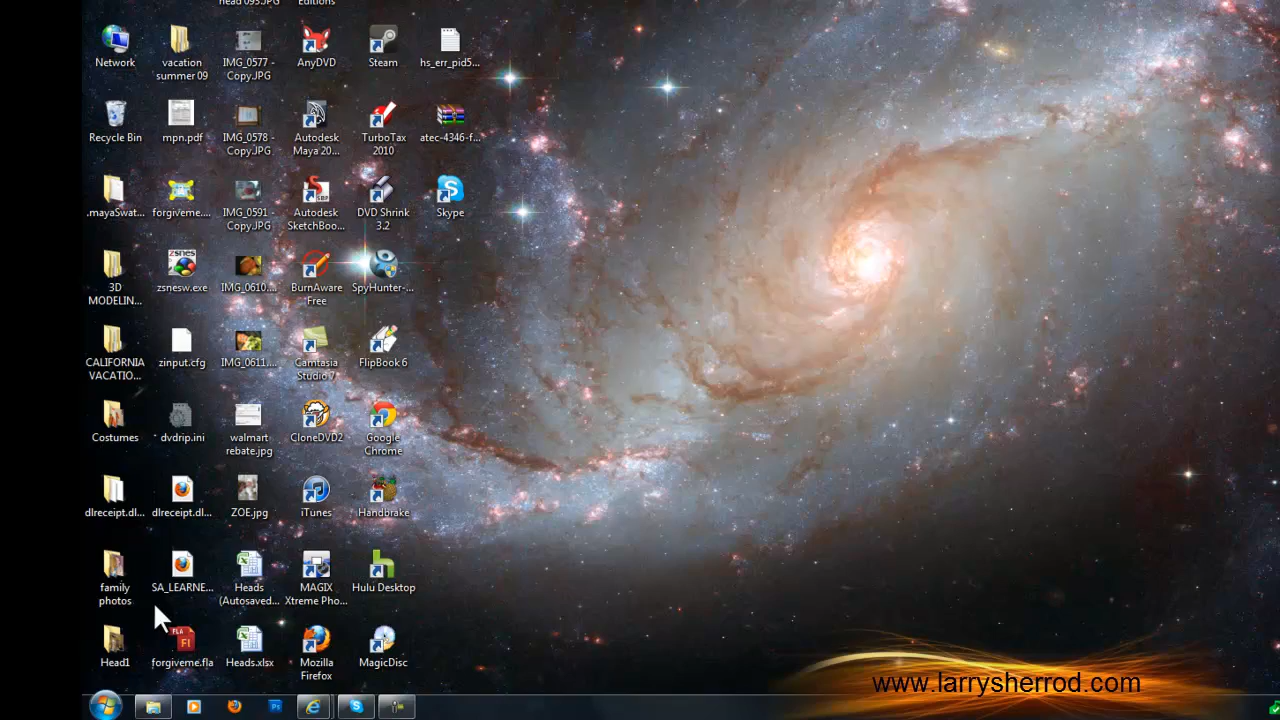 head 093.JPG
Editions
Network
vacation
summer 09
IMG_0577 -
Copy.JPG
AnyDVD
Steam
hs_err_pid5...
Recycle Bin
mpn.pdf
IMG_0578 -
Copy.JPG
Autodesk
Maya 20...
TurboTax
2010
atec-4346-f...
.mayaSwat...
forgiveme....
IMG_0591 -
Copy.JPG
Autodesk
SketchBoo...
DVD Shrink
3.2
Skype
3D
MODELIN...
zsnes
zsnesw.exe
IMG_0610....
BurnAware
Free
SpyHunter-...
CALIFORNIA
VACATIO...
zinput.cfg
IMG_0611....
Camtasia
Studio 7
FlipBook 6
Costumes
dvdrip.ini
walmart
rebate.jpg
CloneDVD2
Google
Chrome
dlreceipt.dl...
dlreceipt.dl...
ZOE.jpg
iTunes
Handbrake
family
photos
SA_LEARNE...
Heads
(Autosaved...
MAGIX
Xtreme Pho...
Hulu Desktop
Head1
FLA
Fl
forgiveme.fla
Heads.xlsx
Mozilla
Firefox
MagicDisc
Ps
www.larrysherrod.com